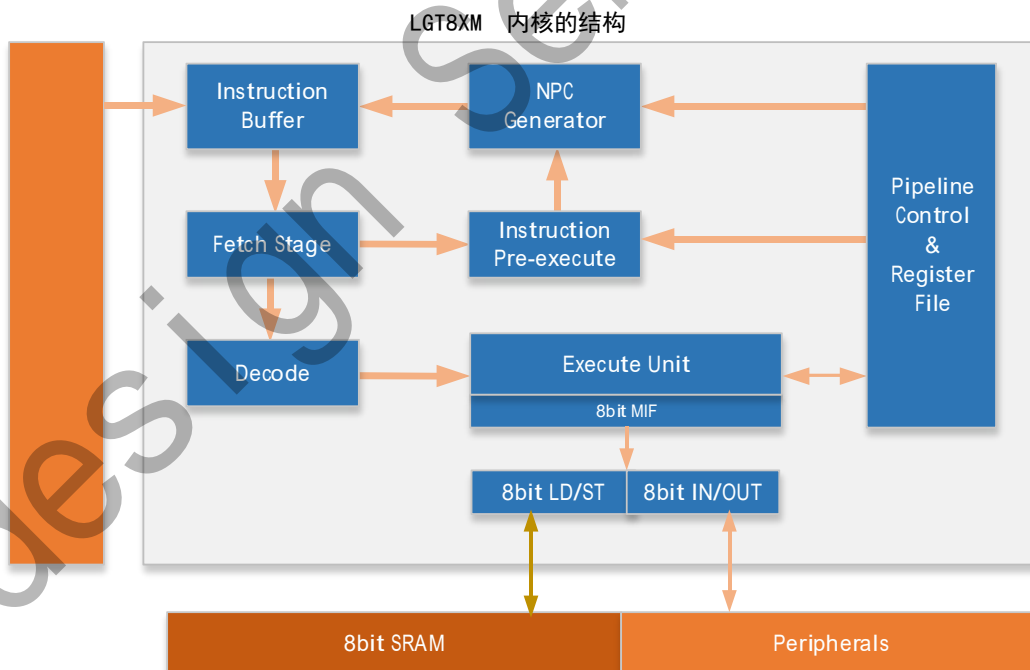 LGT8XM 内核的结构
Instruction
Buffer
NPC
Generator
Pipeline
Control
&
Register
File
Fetch Stage
Instruction
Pre-execute
Decode
Execute Unit
8bit MIF
8bit LD/ST
8bit IN/OUT
8bit SRAM
Peripherals
design